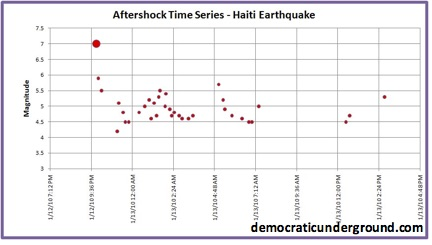 Aftershock Time Series - Haiti Earthquake
7.5
7
6.5
6
5.5
5
4.5
4
3.5
3
Magnitude
1/12/10 7:12 PM
1/12/10 9:36 PM
1/13/10 12:00 AM
1/13/10 2:24 AM
1/13/10 4:48 AM
1/13/10 7:12 AM
1/13/10 9:36 AM
1/13/10 12:00 PM
1/13/10 2:24 PM
1/13/10 4:48 PM
democraticunderground.com